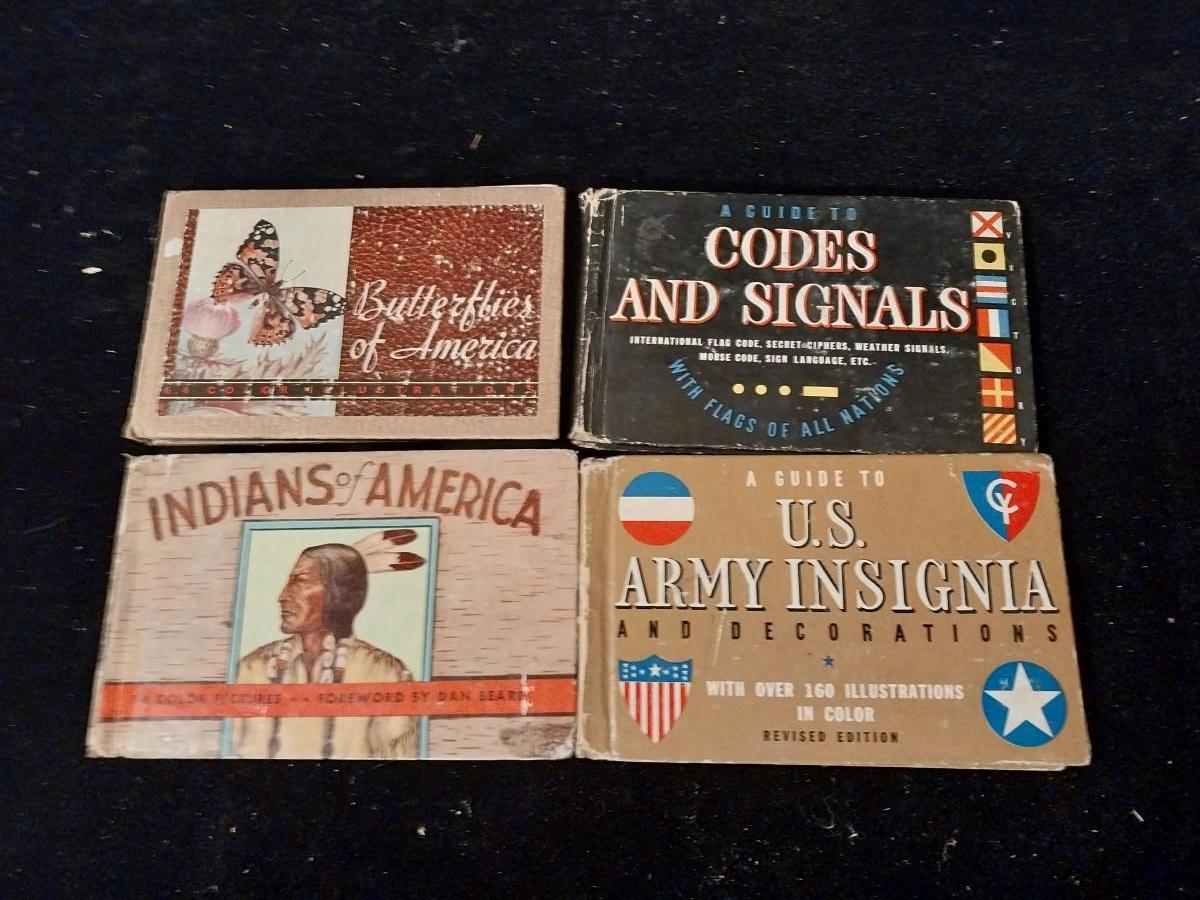 Butterflies
of America
COLOR ILLUSTRATIONS
A GUIDE TO
CODES
AND SIGNALS
INTERNATIONAL FLAG CODE, SECRET CIPHERS, WEATHER SIGNALS,
MORSE CODE, SIGN LANGUAGE, ETC.
WITH FLAGS OF ALL NATIONS
V
I
C
T
O
R
Y
INDIANS of AMERICA
COLOR PICTURES - - FOREWORD BY DAN BEARD
A GUIDE TO
U.S.
ARMY INSIGNIA
AND DECORATIONS
WITH OVER 160 ILLUSTRATIONS
IN COLOR
REVISED EDITION